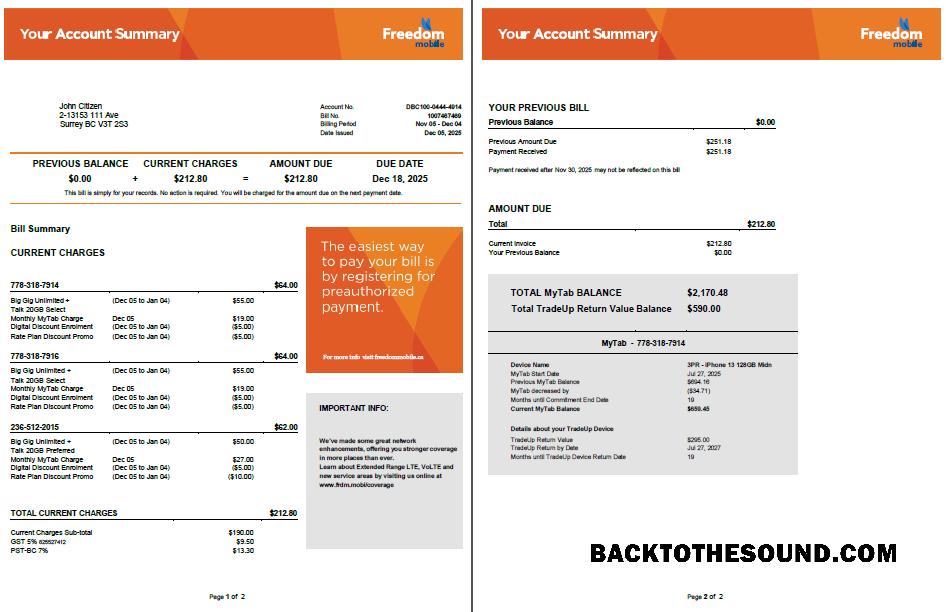 Your Account Summary
Freedom
mobile
John Citizen
2-13153 111 Ave
Surrey BC V3T 2S3
Account No. DBC100-0444-4914
Bill No. 1007467489
Billing Period Nov 05 - Dec 04
Date Issued Dec 05, 2025
PREVIOUS BALANCE CURRENT CHARGES AMOUNT DUE DUE DATE
$0.00 + $212.80 = $212.80 Dec 18, 2025
This bill is simply for your records. No action is required. You will be charged for the amount due on the next payment date.
Bill Summary
CURRENT CHARGES
778-318-7914 $64.00
Big Gig Unlimited + (Dec 05 to Jan 04) $55.00
Talk 20GB Select
Monthly MyTab Charge Dec 05 $19.00
Digital Discount Enrolment (Dec 05 to Jan 04) ($5.00)
Rate Plan Discount Promo (Dec 05 to Jan 04) ($5.00)
778-318-7916 $64.00
Big Gig Unlimited + (Dec 05 to Jan 04) $55.00
Talk 20GB Select
Monthly MyTab Charge Dec 05 $19.00
Digital Discount Enrolment (Dec 05 to Jan 04) ($5.00)
Rate Plan Discount Promo (Dec 05 to Jan 04) ($5.00)
236-512-2015 $62.00
Big Gig Unlimited + (Dec 05 to Jan 04) $50.00
Talk 20GB Preferred
Monthly MyTab Charge Dec 05 $27.00
Digital Discount Enrolment (Dec 05 to Jan 04) ($5.00)
Rate Plan Discount Promo (Dec 05 to Jan 04) ($10.00)
TOTAL CURRENT CHARGES $212.80
Current Charges Sub-total $190.00
GST 5% 825527412 $9.50
PST-BC 7% $13.30
The easiest way
to pay your bill is
by registering for
preauthorized
payment.
For more info visit freedommobile.ca
IMPORTANT INFO:
We've made some great network
enhancements, offering you stronger coverage
in more places than ever.
Learn about Extended Range LTE, VoLTE and
new service areas by visiting us online at
www.frdm.mobi/coverage
Page 1 of 2
Your Account Summary
Freedom
mobile
YOUR PREVIOUS BILL
Previous Balance $0.00
Previous Amount Due $251.18
Payment Received $251.18
Payment received after Nov 30, 2025 may not be reflected on this bill
AMOUNT DUE
Total $212.80
Current Invoice $212.80
Your Previous Balance $0.00
TOTAL MyTab BALANCE $2,170.48
Total TradeUp Return Value Balance $590.00
MyTab - 778-318-7914
Device Name 3PR - iPhone 13 128GB Midn
MyTab Start Date Jul 27, 2025
Previous MyTab Balance $694.16
MyTab decreased by ($34.71)
Months until Commitment End Date 19
Current MyTab Balance $659.45
Details about your TradeUp Device
TradeUp Return Value $295.00
TradeUp Return by Date Jul 27, 2027
Months until TradeUp Device Return Date 19
BACKTOTHESOUND.COM
Page 2 of 2